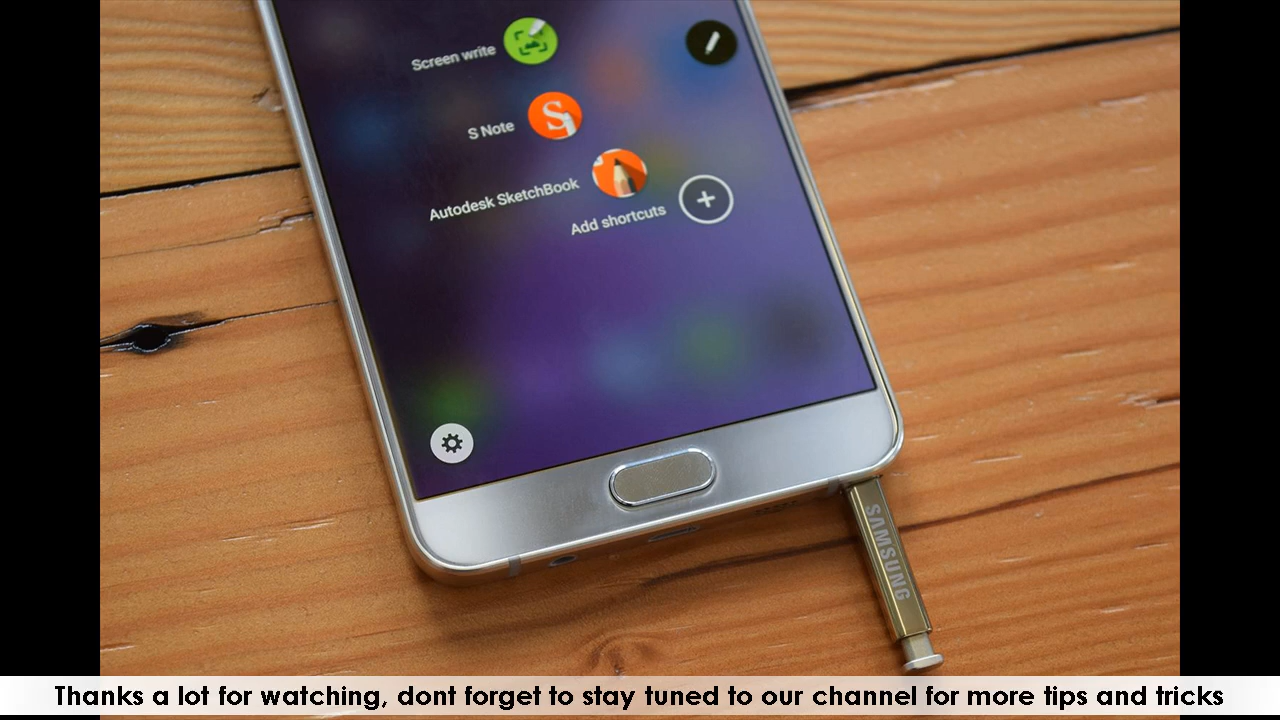 Screen write
S Note
S
Autodesk SketchBook
Add shortcuts
SAMSUNG
Thanks a lot for watching, dont forget to stay tuned to our channel for more tips and tricks